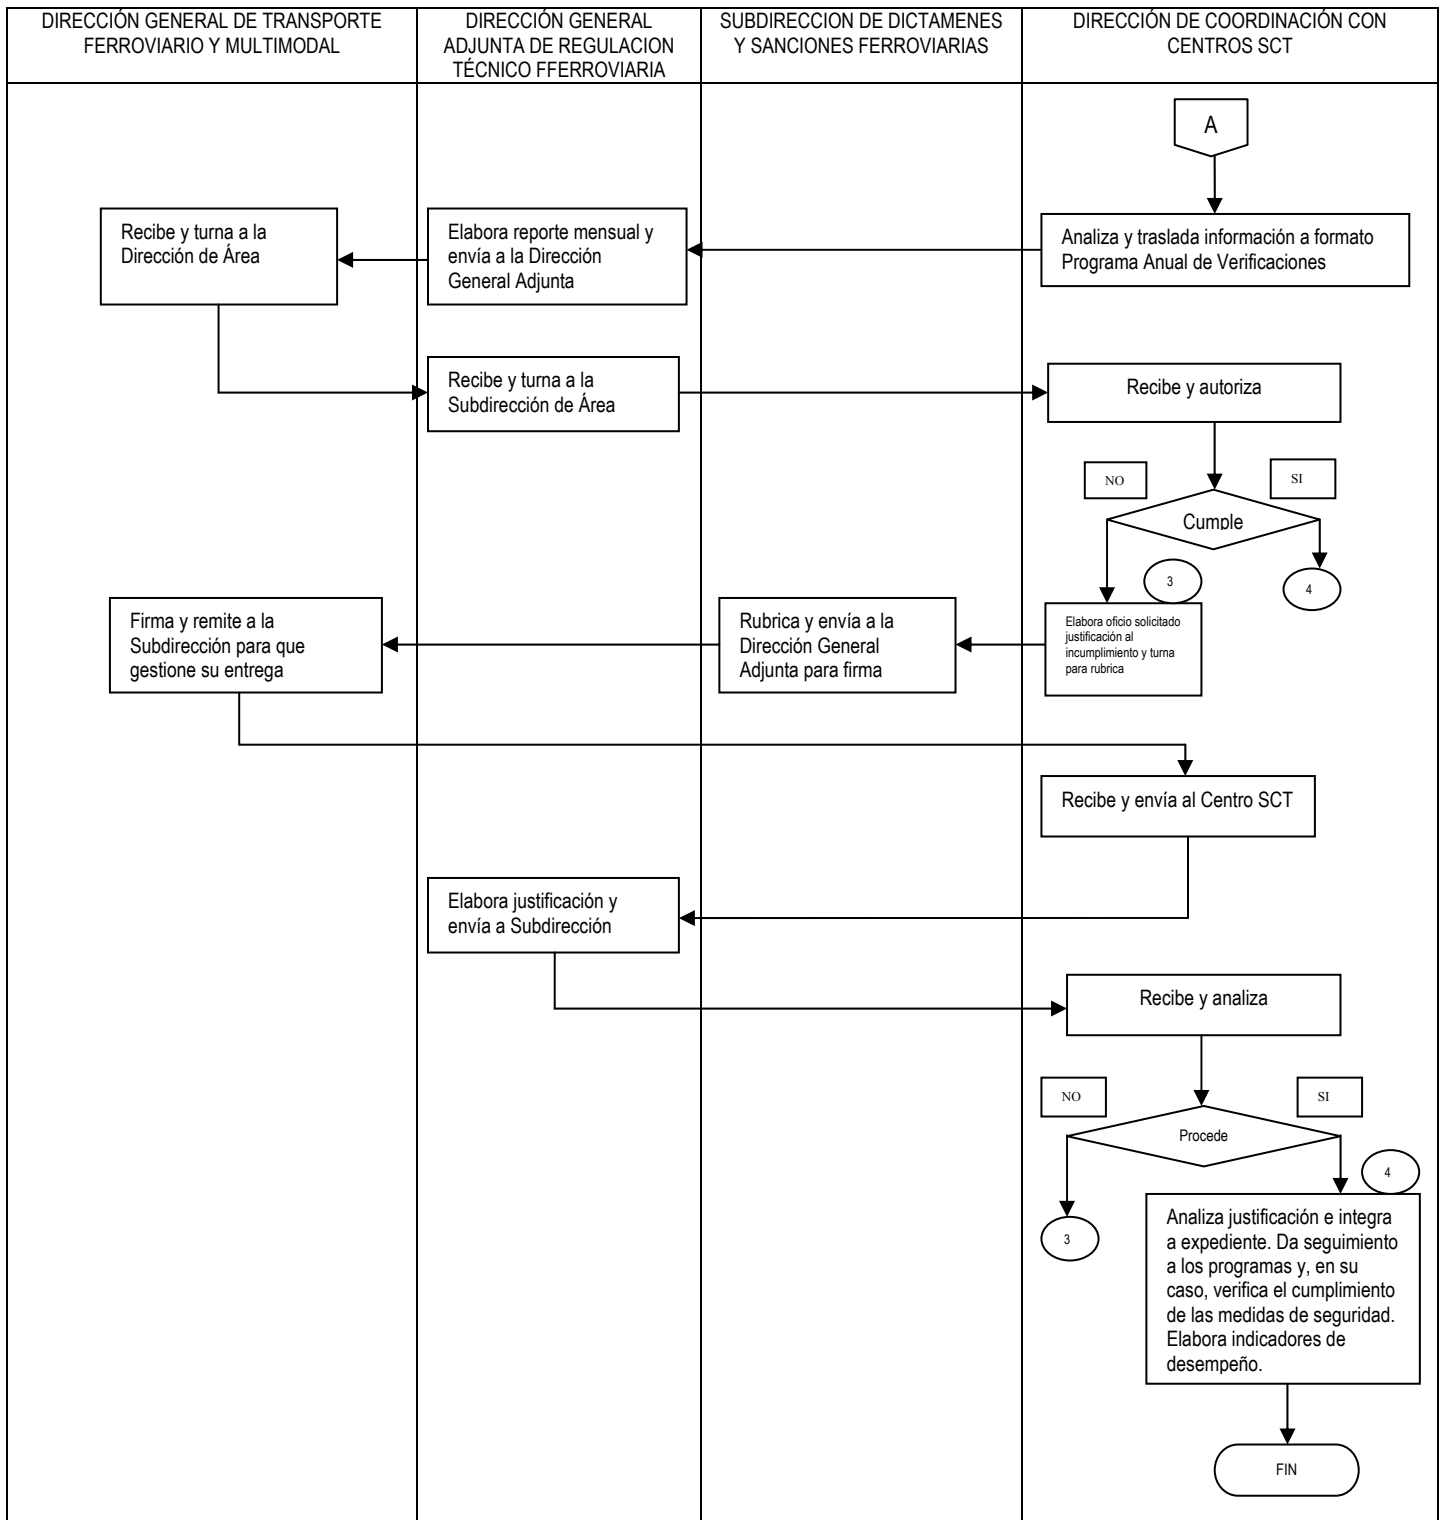 DIRECCIÓN GENERAL DE TRANSPORTE
FERROVIARIO Y MULTIMODAL
DIRECCIÓN GENERAL
ADJUNTA DE REGULACION
TÉCNICO FFERROVIARIA
SUBDIRECCION DE DICTAMENES
Y SANCIONES FERROVIARIAS
DIRECCIÓN DE COORDINACIÓN CON
CENTROS SCT
A
Analiza y traslada información a formato
Programa Anual de Verificaciones
Elabora reporte mensual y
envía a la Dirección
General Adjunta
Recibe y turna a la
Dirección de Área
Recibe y turna a la
Subdirección de Área
Recibe y autoriza
NO
SI
Cumple
3
4
Elabora oficio solicitado
justificación al
incumplimiento y turna
para rubrica
Rubrica y envía a la
Dirección General
Adjunta para firma
Firma y remite a la
Subdirección para que
gestione su entrega
Recibe y envía al Centro SCT
Elabora justificación y
envía a Subdirección
Recibe y analiza
NO
SI
Procede
3
4
Analiza justificación e integra
a expediente. Da seguimiento
a los programas y, en su
caso, verifica el cumplimiento
de las medidas de seguridad.
Elabora indicadores de
desempeño.
FIN